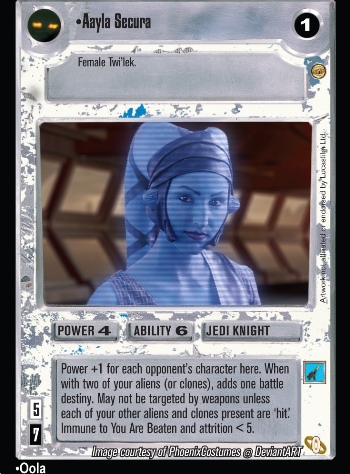 •Aayla Secura
1
Female Twi'lek.
Artwork not affiliated or endorsed by Lucasfilm Ltd.
POWER 4
ABILITY 6
JEDI KNIGHT
Power +1 for each opponent's character here. When
with two of your aliens (or clones), adds one battle
destiny. May not be targeted by weapons unless
each of your other aliens and clones present are 'hit.'
Immune to You Are Beaten and attrition < 5.
5
7
Image courtesy of PhoenixCostumes @ DeviantART
•Oola